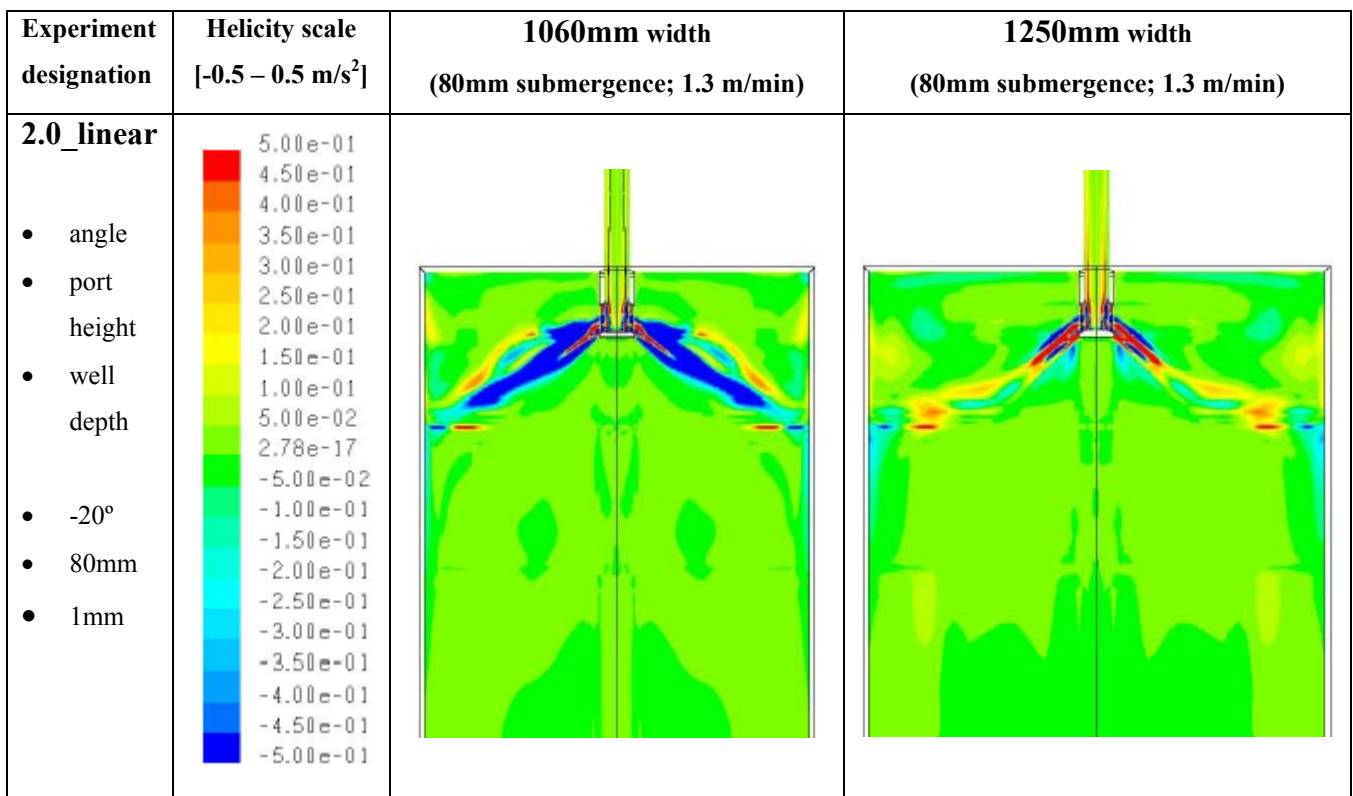 Experiment
designation
Helicity scale
[-0.5 – 0.5 m/s²]
1060mm width
(80mm submergence; 1.3 m/min)
1250mm width
(80mm submergence; 1.3 m/min)
2.0_linear
• angle
• port
height
• well
depth
• -20º
• 80mm
• 1mm
5.00e-01
4.50e-01
4.00e-01
3.50e-01
3.00e-01
2.50e-01
2.00e-01
1.50e-01
1.00e-01
5.00e-02
2.78e-17
-5.00e-02
-1.00e-01
-1.50e-01
-2.00e-01
-2.50e-01
-3.00e-01
-3.50e-01
-4.00e-01
-4.50e-01
-5.00e-01